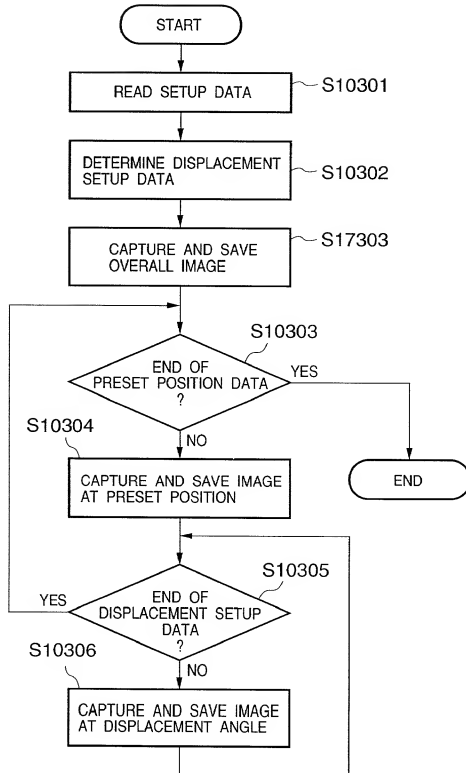 START
READ SETUP DATA
S10301
DETERMINE DISPLACEMENT
SETUP DATA
S10302
CAPTURE AND SAVE
OVERALL IMAGE
S17303
S10303
END OF
PRESET POSITION DATA
?
YES
NO
S10304
CAPTURE AND SAVE IMAGE
AT PRESET POSITION
END
S10305
END OF
DISPLACEMENT SETUP
DATA
?
YES
NO
S10306
CAPTURE AND SAVE IMAGE
AT DISPLACEMENT ANGLE